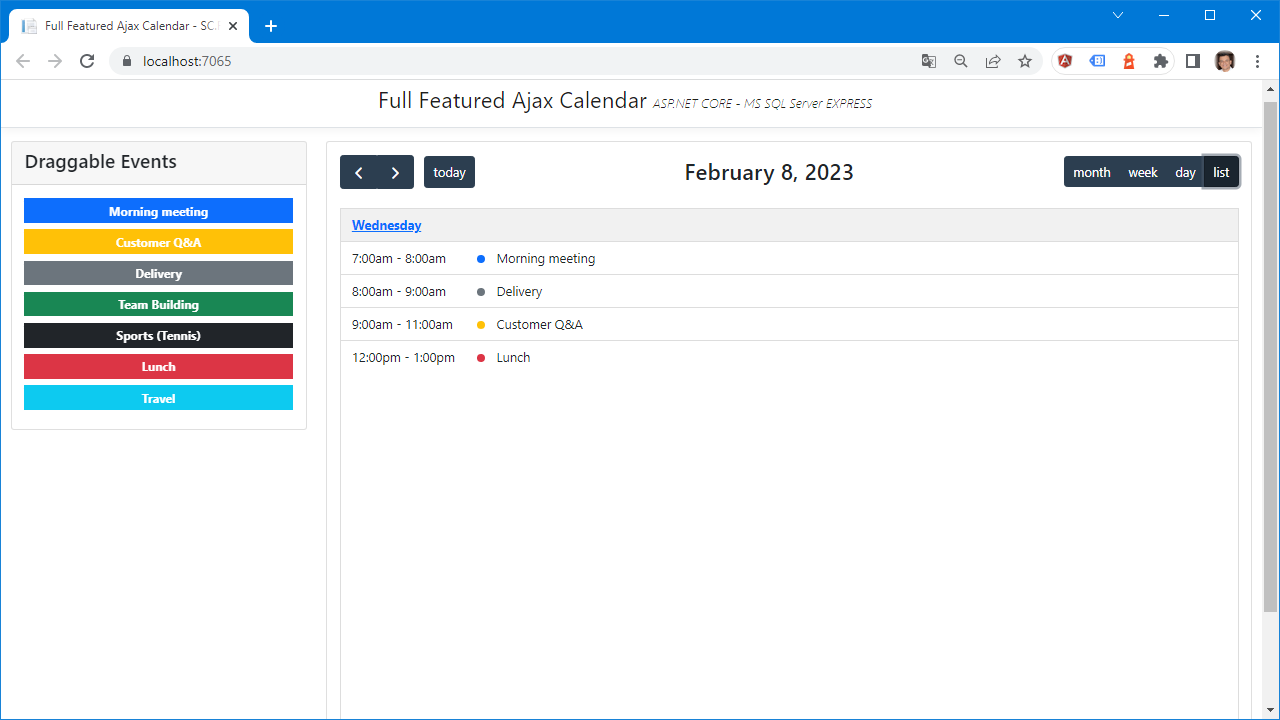 Full Featured Ajax Calendar - SC.
localhost:7065
Full Featured Ajax Calendar ASP.NET CORE - MS SQL Server EXPRESS
Draggable Events
Morning meeting
Customer Q&A
Delivery
Team Building
Sports (Tennis)
Lunch
Travel
today
February 8, 2023
month week day list
Wednesday
7:00am - 8:00am Morning meeting
8:00am - 9:00am Delivery
9:00am - 11:00am Customer Q&A
12:00pm - 1:00pm Lunch